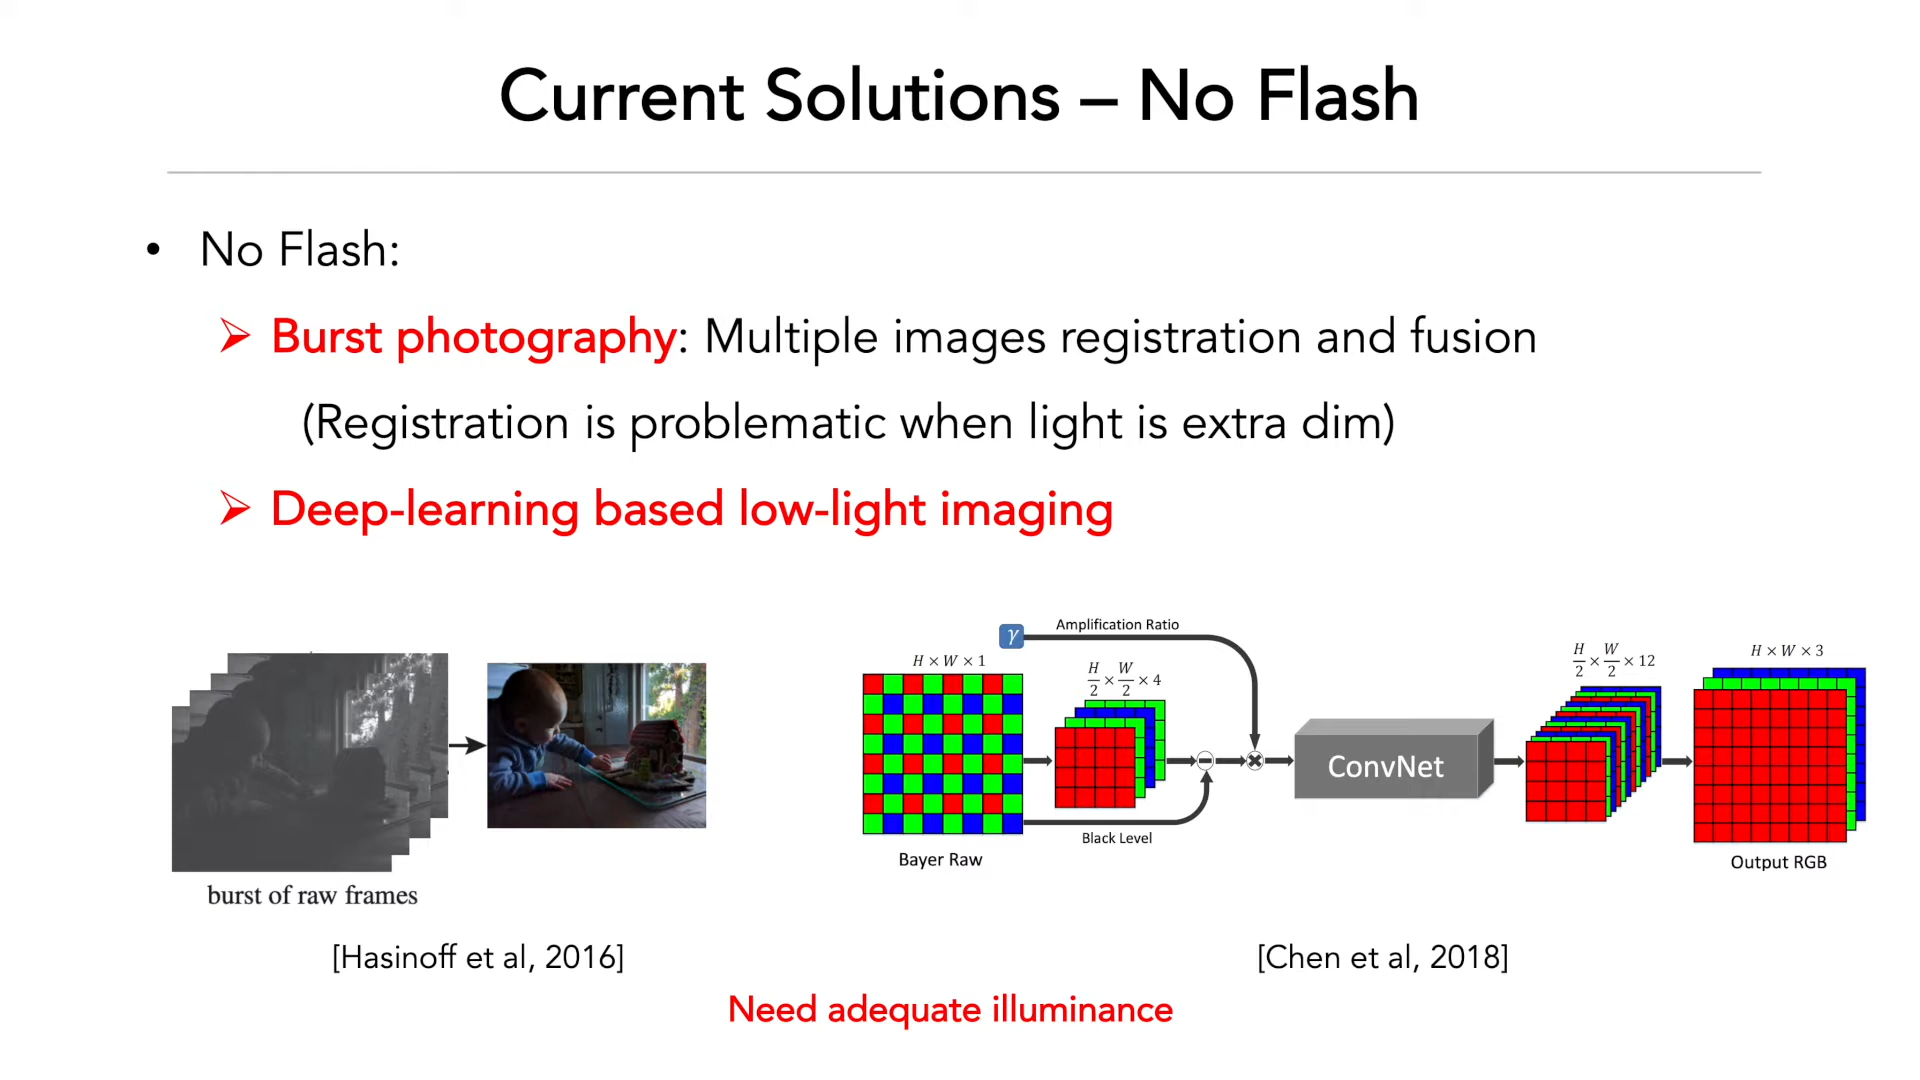 Current Solutions – No Flash
• No Flash:
➢ Burst photography: Multiple images registration and fusion
(Registration is problematic when light is extra dim)
➢ Deep-learning based low-light imaging
burst of raw frames
[Hasinoff et al, 2016]
γ
Amplification Ratio
H × W × 1
H/2 × W/2 × 4
Bayer Raw
Black Level
ConvNet
H/2 × W/2 × 12
H × W × 3
Output RGB
[Chen et al, 2018]
Need adequate illuminance